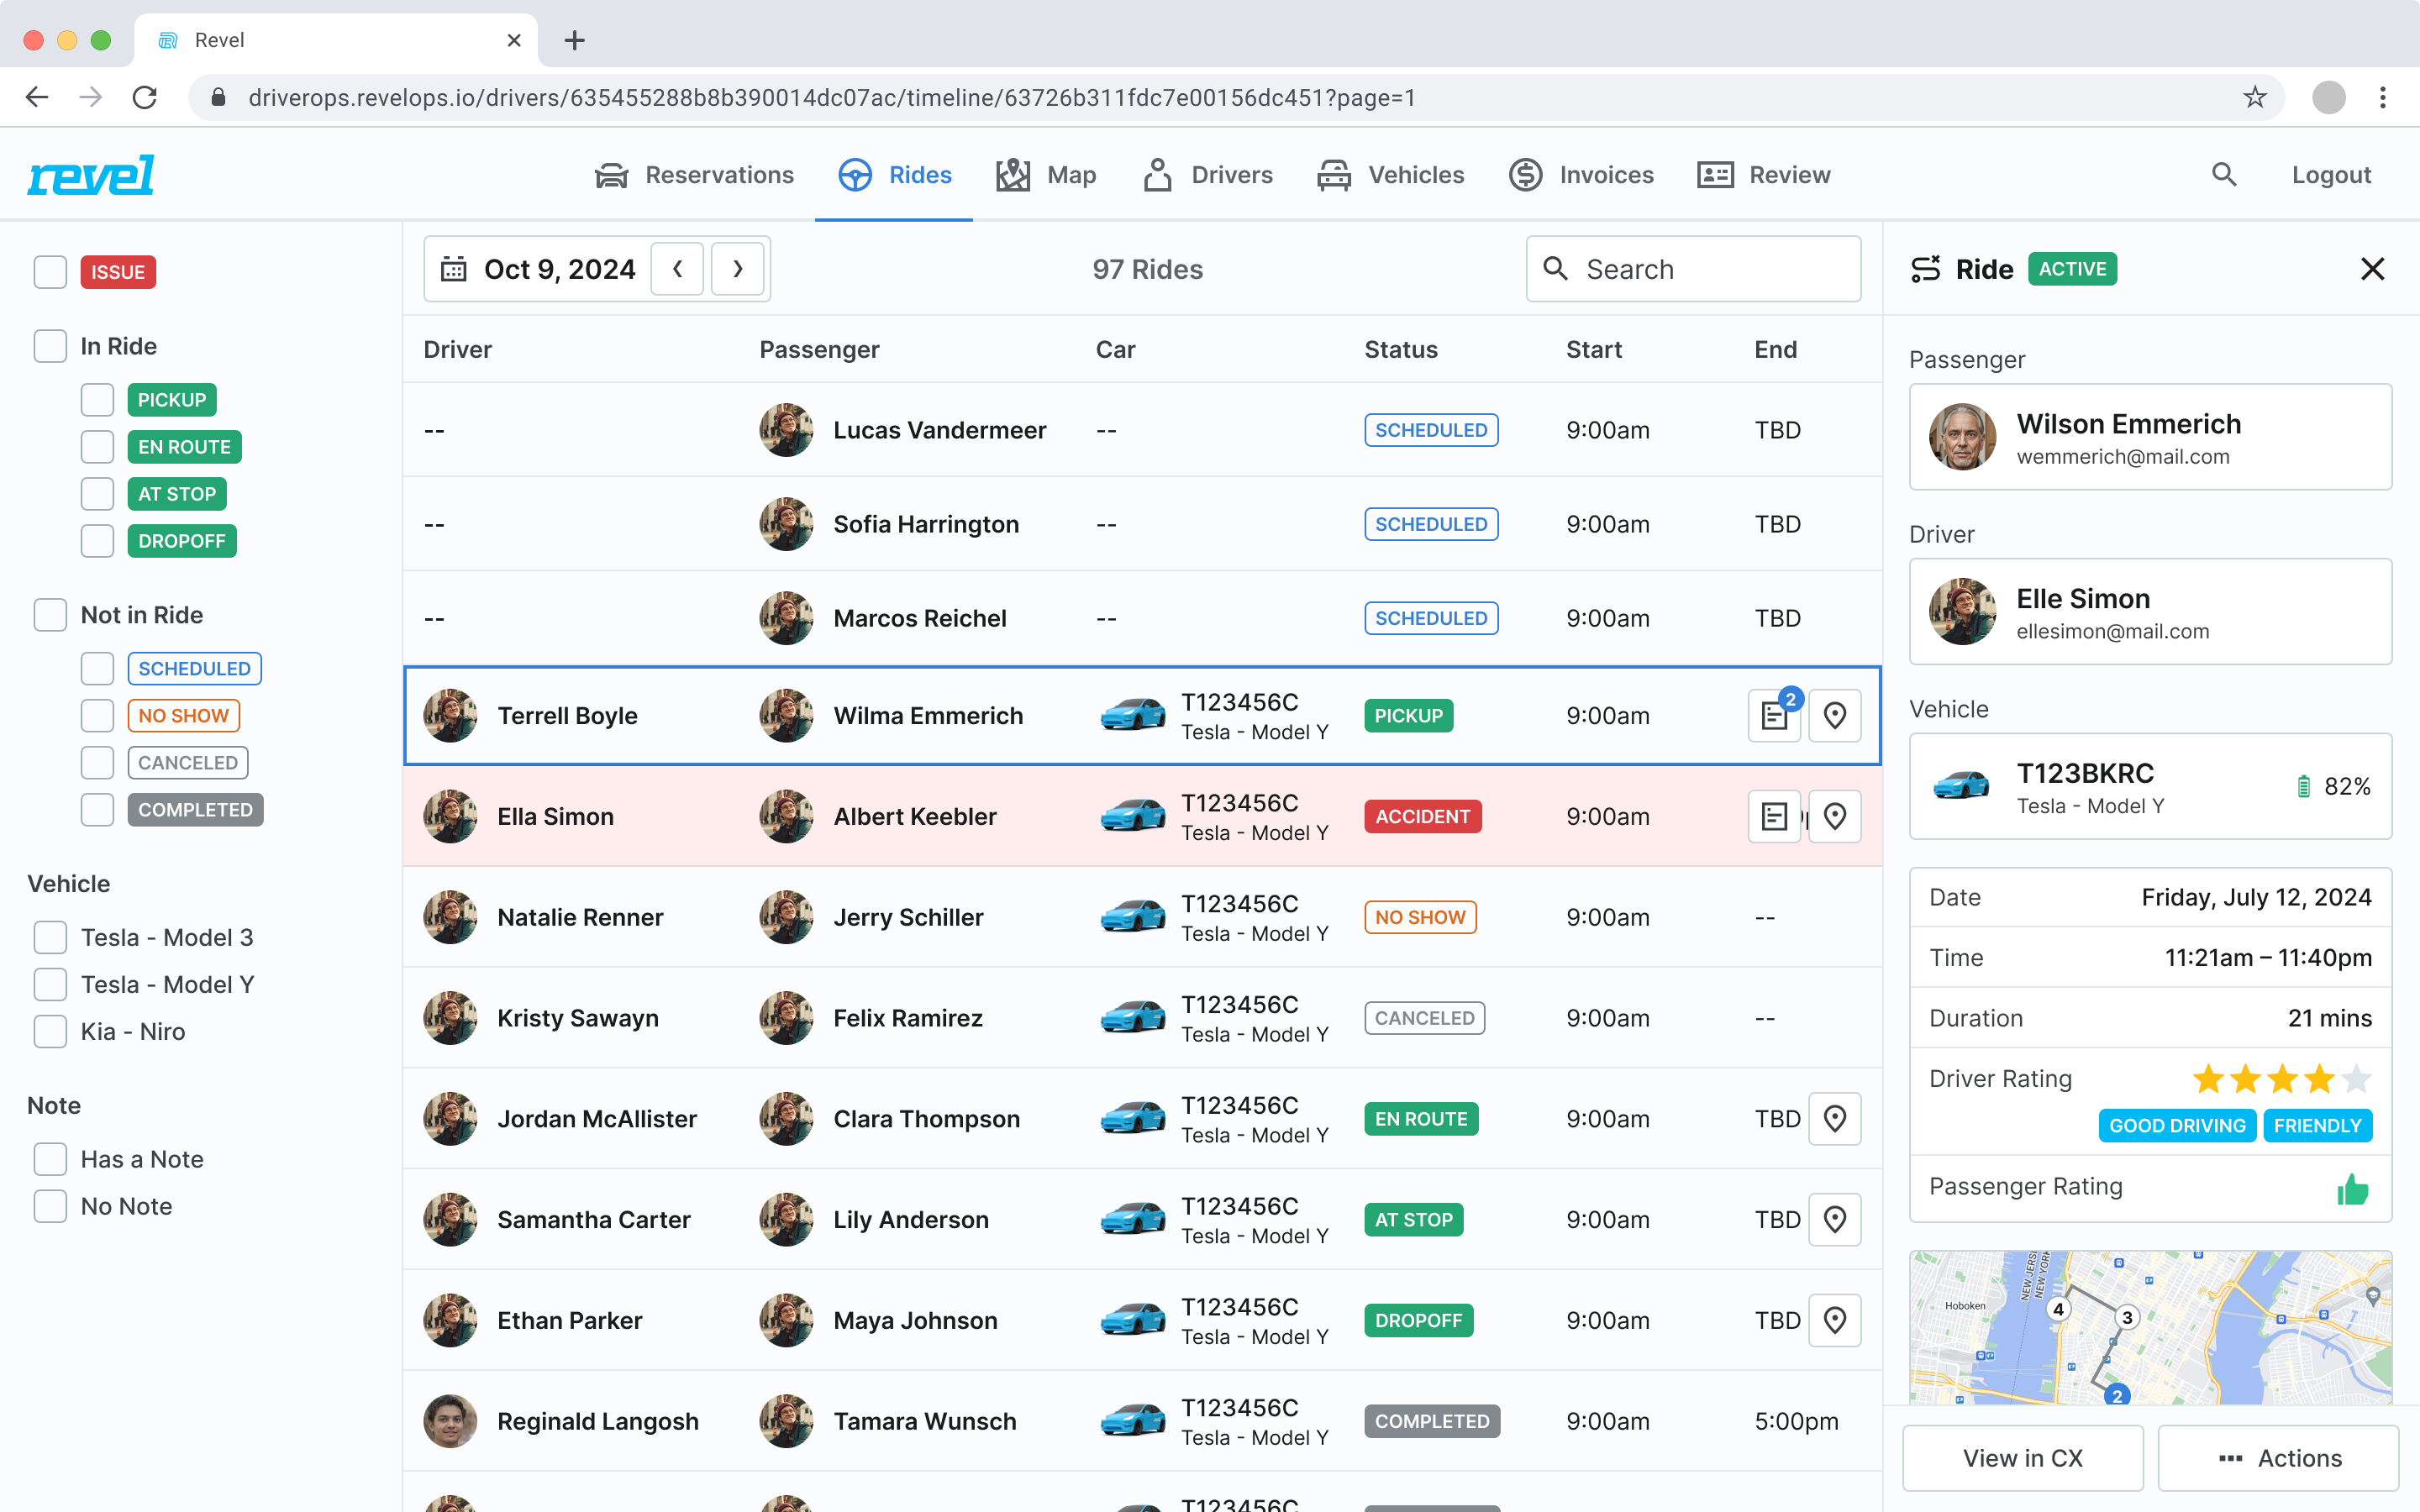 Revel
driverops.revelops.io/drivers/635455288b8b390014dc07ac/timeline/63726b311fdc7e00156dc451?page=1
revel
Reservations
Rides
Map
Drivers
Vehicles
Invoices
Review
Logout
ISSUE
In Ride
PICKUP
EN ROUTE
AT STOP
DROPOFF
Not in Ride
SCHEDULED
NO SHOW
CANCELED
COMPLETED
Vehicle
Tesla - Model 3
Tesla - Model Y
Kia - Niro
Note
Has a Note
No Note
Oct 9, 2024
97 Rides
Search
Driver Passenger Car Status Start End
-- Lucas Vandermeer -- SCHEDULED 9:00am TBD
-- Sofia Harrington -- SCHEDULED 9:00am TBD
-- Marcos Reichel -- SCHEDULED 9:00am TBD
Terrell Boyle Wilma Emmerich T123456C PICKUP 9:00am 2
Tesla - Model Y
Ella Simon Albert Keebler T123456C ACCIDENT 9:00am
Tesla - Model Y
Natalie Renner Jerry Schiller T123456C NO SHOW 9:00am --
Tesla - Model Y
Kristy Sawayn Felix Ramirez T123456C CANCELED 9:00am --
Tesla - Model Y
Jordan McAllister Clara Thompson T123456C EN ROUTE 9:00am TBD
Tesla - Model Y
Samantha Carter Lily Anderson T123456C AT STOP 9:00am TBD
Tesla - Model Y
Ethan Parker Maya Johnson T123456C DROPOFF 9:00am TBD
Tesla - Model Y
Reginald Langosh Tamara Wunsch T123456C COMPLETED 9:00am 5:00pm
Tesla - Model Y
T123456C
Ride ACTIVE
Passenger
Wilson Emmerich
wemmerich@mail.com
Driver
Elle Simon
ellesimon@mail.com
Vehicle
T123BKRC
Tesla - Model Y
82%
Date Friday, July 12, 2024
Time 11:21am – 11:40pm
Duration 21 mins
Driver Rating
GOOD DRIVING FRIENDLY
Passenger Rating
NEW JERSEY
NEW YORK
Hoboken
4
3
2
View in CX
Actions